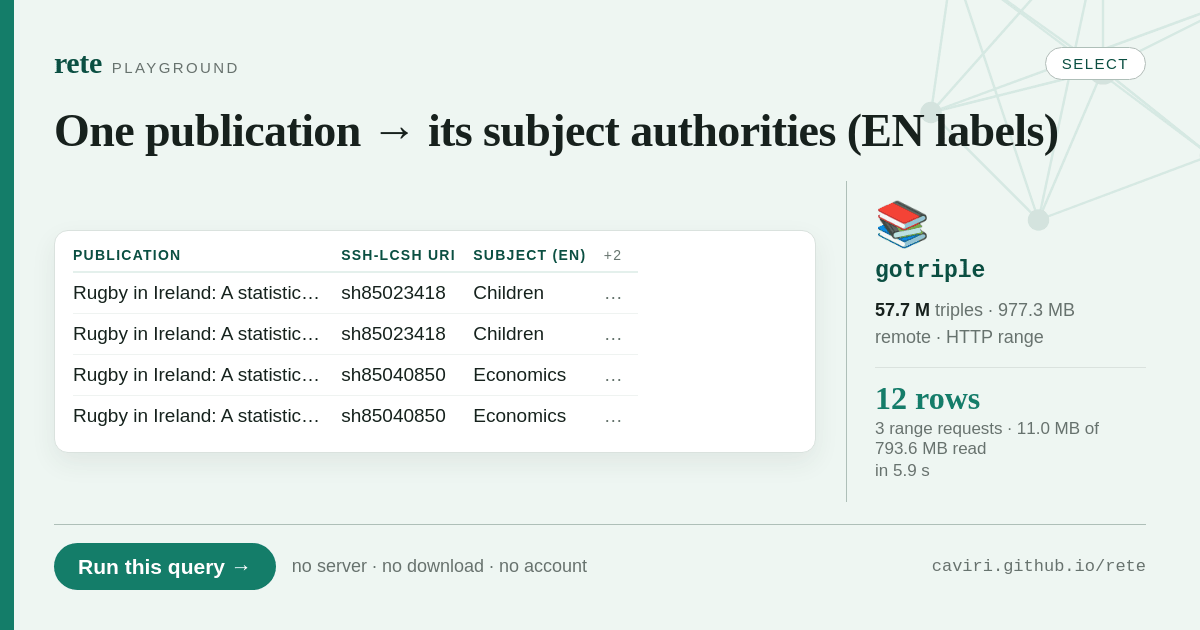 rete PLAYGROUND
SELECT
One publication → its subject authorities (EN labels)
PUBLICATION SSH-LCSH URI SUBJECT (EN) +2
Rugby in Ireland: A statistic… sh85023418 Children …
Rugby in Ireland: A statistic… sh85023418 Children …
Rugby in Ireland: A statistic… sh85040850 Economics …
Rugby in Ireland: A statistic… sh85040850 Economics …
gotriple
57.7 M triples · 977.3 MB
remote · HTTP range
12 rows
3 range requests · 11.0 MB of
793.6 MB read
in 5.9 s
Run this query →
no server · no download · no account
caviri.github.io/rete